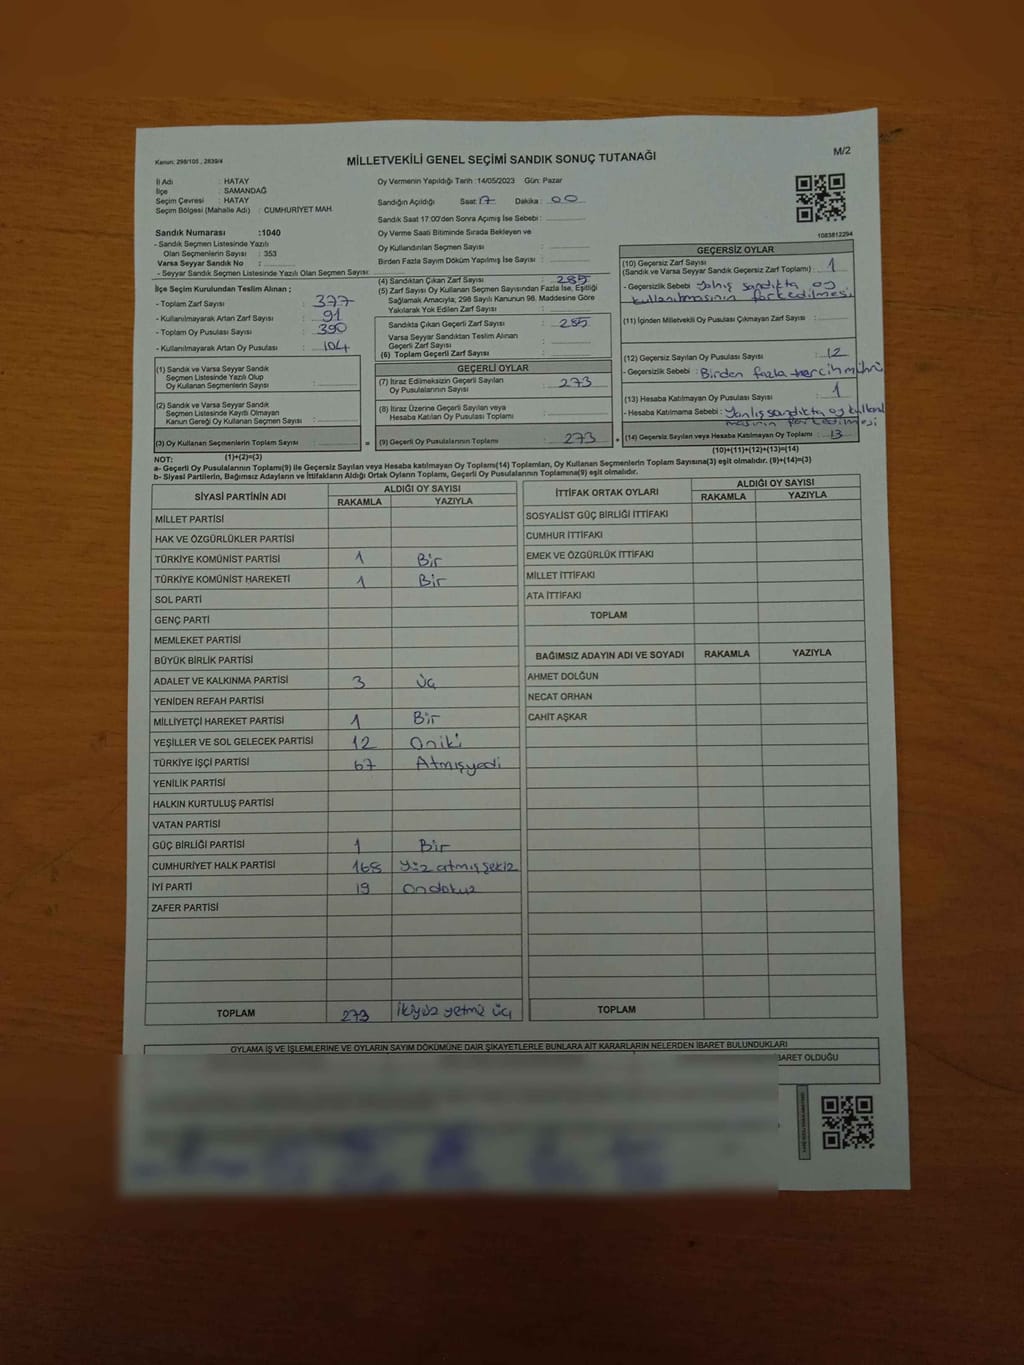 Kanun: 298/105 , 2839/4
MİLLETVEKİLİ GENEL SEÇİMİ SANDIK SONUÇ TUTANAĞI
M/2
İl Adı : HATAY
İlçe : SAMANDAĞ
Seçim Çevresi : HATAY
Seçim Bölgesi (Mahalle Adı) : CUMHURİYET MAH.
Sandık Numarası :1040
- Sandık Seçmen Listesinde Yazılı
Olan Seçmenlerin Sayısı : 353
Varsa Seyyar Sandık No :
- Seyyar Sandık Seçmen Listesinde Yazılı Olan Seçmen Sayısı:
Oy Vermenin Yapıldığı Tarih :14/05/2023 Gün: Pazar
Sandığın Açıldığı Saat: 17 Dakika: 00
Sandık Saat 17:00'den Sonra Açımış İse Sebebi :
Oy Verme Saati Bitiminde Sırada Bekleyen ve
Oy Kullandırılan Seçmen Sayısı :
Birden Fazla Sayım Döküm Yapılmış İse Sayısı :
1083812294
İlçe Seçim Kurulundan Teslim Alınan ;
- Toplam Zarf Sayısı : 377
- Kullanılmayarak Artan Zarf Sayısı : 91
- Toplam Oy Pusulası Sayısı : 390
- Kullanılmayarak Artan Oy Pusulası : 104
(1) Sandık ve Varsa Seyyar Sandık
Seçmen Listesinde Yazılı Olup
Oy Kullanan Seçmenlerin Sayısı :
(2) Sandık ve Varsa Seyyar Sandık
Seçmen Listesinde Kayıtlı Olmayan
Kanun Gereği Oy Kullanan Sayısı :
(3) Oy Kullanan Seçmenlerin Toplam Sayısı :
(1)+(2)=(3)
(4) Sandıktan Çıkan Zarf Sayısı : 285
(5) Zarf Sayısı Oy Kullanan Seçmen Sayısından Fazla İse, Eşitliği
Sağlamak Amacıyla; 298 Sayılı Kanunun 98. Maddesine Göre
Yakılarak Yok Edilen Zarf Sayısı :
Sandıkta Çıkan Geçerli Zarf Sayısı : 285
Varsa Seyyar Sandıktan Teslim Alınan
Geçerli Zarf Sayısı :
(6) Toplam Geçerli Zarf Sayısı :
GEÇERLİ OYLAR
(7) İtiraz Edilmeksizin Geçerli Sayılan
Oy Pusulalarının Sayısı : 273
(8) İtiraz Üzerine Geçerli Sayılan veya
Hesaba Katılan Oy Pusulası Toplamı :
= (9) Geçerli Oy Pusulalarının Toplamı : 273 +
GEÇERSİZ OYLAR
(10) Geçersiz Zarf Sayısı : 1
(Sandık ve Varsa Seyyar Sandık Geçersiz Zarf Toplamı)
- Geçersizlik Sebebi : Yalnış sandıkta oy
kullanılmasının farkedilmesi
(11) İçinden Milletvekili Oy Pusulası Çıkmayan Zarf Sayısı :
(12) Geçersiz Sayılan Oy Pusulası Sayısı : 12
- Geçersizlik Sebebi : Birden fazla tercih mührü
(13) Hesaba Katılmayan Oy Pusulası Sayısı : 1
- Hesaba Katılmama Sebebi : Yanlış sandıkta oy kullanıl
masının farkedilmesi
(14) Geçersiz Sayılan veya Hesaba Katılmayan Oy Toplamı : 13
(10)+(11)+(12)+(13)=(14)
NOT:
a- Geçerli Oy Pusulalarının Toplamı(9) ile Geçersiz Sayılan veya Hesaba katılmayan Oy Toplamı(14) Toplamları, Oy Kullanan Seçmenlerin Toplam Sayısına(3) eşit olmalıdır. (9)+(14)=(3)
b- Siyasi Partilerin, Bağımsız Adayların ve İttifakların Aldığı Ortak Oyların Toplamı, Geçerli Oy Pusulalarının Toplamına(9) eşit olmalıdır.
SİYASİ PARTİNİN ADI ALDIĞI OY SAYISI
RAKAMLA YAZIYLA
MİLLET PARTİSİ
HAK VE ÖZGÜRLÜKLER PARTİSİ
TÜRKİYE KOMÜNİST PARTİSİ 1 Bir
TÜRKİYE KOMÜNİST HAREKETİ 1 Bir
SOL PARTİ
GENÇ PARTİ
MEMLEKET PARTİSİ
BÜYÜK BİRLİK PARTİSİ
ADALET VE KALKINMA PARTİSİ 3 Üç
YENİDEN REFAH PARTİSİ
MİLLİYETÇİ HAREKET PARTİSİ 1 Bir
YEŞİLLER VE SOL GELECEK PARTİSİ 12 Oniki
TÜRKİYE İŞÇİ PARTİSİ 67 Atmışyedi
YENİLİK PARTİSİ
HALKIN KURTULUŞ PARTİSİ
VATAN PARTİSİ
GÜÇ BİRLİĞİ PARTİSİ 1 Bir
CUMHURİYET HALK PARTİSİ 168 Yüz atmış sekiz
İYİ PARTİ 19 Ondokuz
ZAFER PARTİSİ
TOPLAM 273 İkiyüz yetmiş üç
İTTİFAK ORTAK OYLARI ALDIĞI OY SAYISI
RAKAMLA YAZIYLA
SOSYALİST GÜÇ BİRLİĞİ İTTİFAKI
CUMHUR İTTİFAKI
EMEK VE ÖZGÜRLÜK İTTİFAKI
MİLLET İTTİFAKI
ATA İTTİFAKI
TOPLAM
BAĞIMSIZ ADAYIN ADI VE SOYADI RAKAMLA YAZIYLA
AHMET DOLĞUN
NECAT ORHAN
CAHİT AŞKAR
TOPLAM
OYLAMA İŞ VE İŞLEMLERİNE VE OYLARIN SAYIM DÖKÜMÜNE DAİR ŞİKAYETLERLE BUNLARA AİT KARARLARIN NELERDEN İBARET BULUNDUKLARI
BARET OLDUĞU